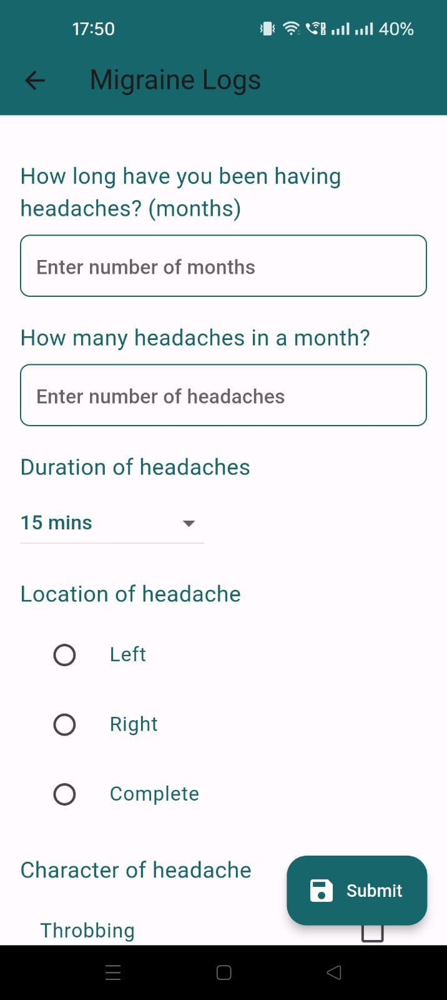 17:50
40%
Migraine Logs
How long have you been having
headaches? (months)
Enter number of months
How many headaches in a month?
Enter number of headaches
Duration of headaches
15 mins
Location of headache
Left
Right
Complete
Character of headache
Submit
Throbbing